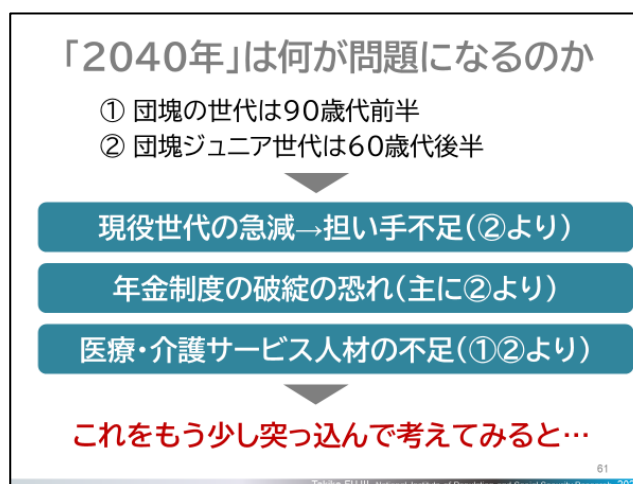 「2040年」は何が問題になるのか
① 団塊の世代は90歳代前半
② 団塊ジュニア世代は60歳代後半
現役世代の急減→担い手不足(②より)
年金制度の破綻の恐れ(主に②より)
医療・介護サービス人材の不足(①②より)
これをもう少し突っ込んで考えてみると…
61